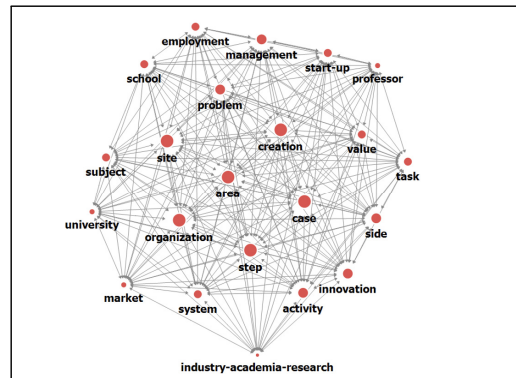 employment
management
start-up
professor
school
problem
creation
value
site
subject
task
area
case
university
organization
side
step
market
system
activity
innovation
industry-academia-research